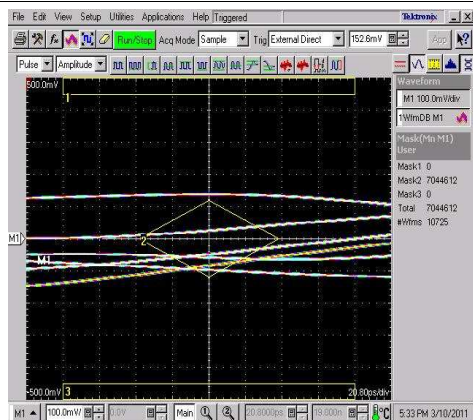 File Edit View Setup Utilities Applications Help Triggered Tektronix
Run/Stop Acq Mode Sample Trig External Direct 152.6mV App
Pulse Amplitude
500.0mV
1
Waveform
M1 100.0mV/div
1WfmDB M1
Mask(Mn M1)
User
Mask1 0
Mask2 7044612
Mask3 0
Total 7044612
#Wfms 10725
M1
2
M1
-500.0mV 3 20.80ps/div
M1 100.0mV 0.0V Main 20.8000ps 19.000n °C 5:33 PM 3/10/2011